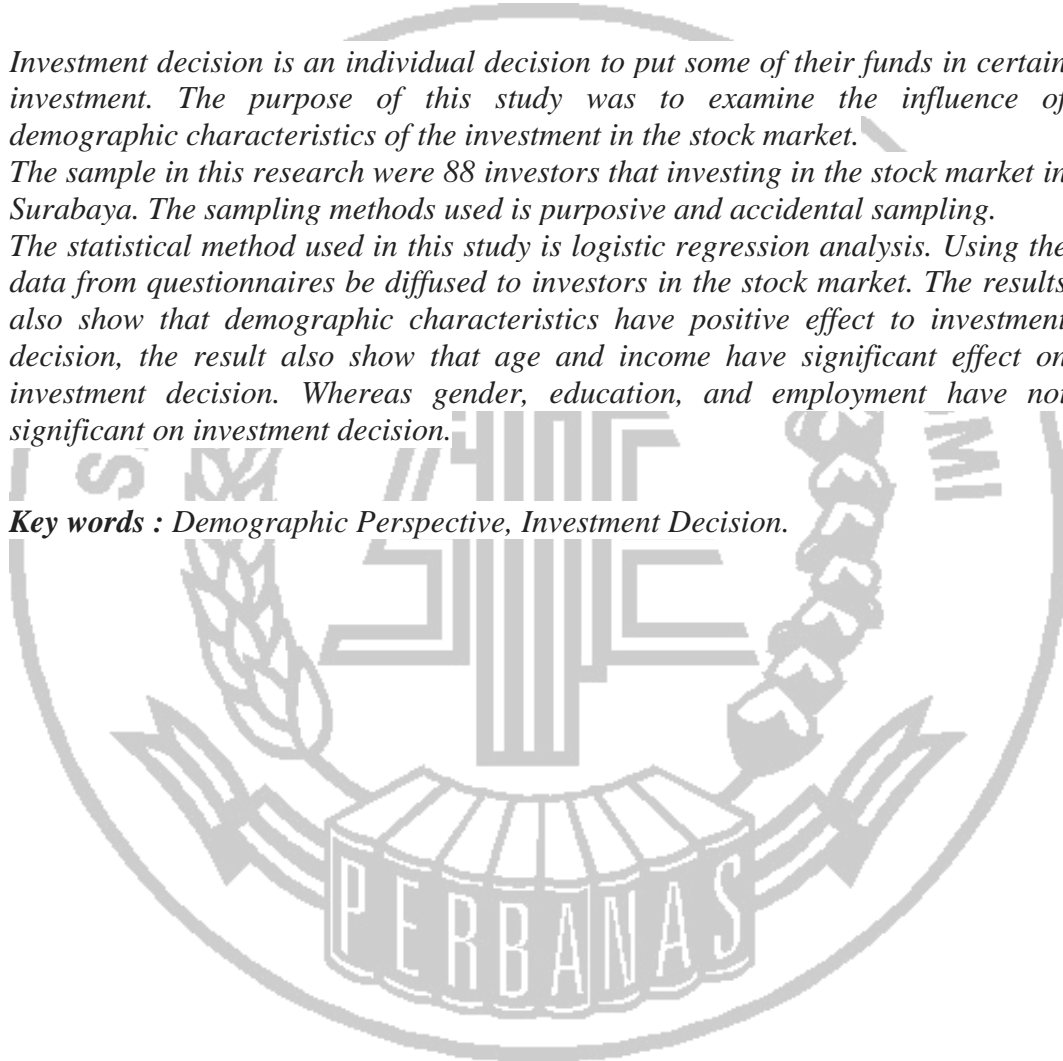 Investment decision is an individual decision to put some of their funds in certain
investment. The purpose of this study was to examine the influence of
demographic characteristics of the investment in the stock market.
The sample in this research were 88 investors that investing in the stock market in
Surabaya. The sampling methods used is purposive and accidental sampling.
The statistical method used in this study is logistic regression analysis. Using the
data from questionnaires be diffused to investors in the stock market. The results
also show that demographic characteristics have positive effect to investment
decision, the result also show that age and income have significant effect on
investment decision. Whereas gender, education, and employment have not
significant on investment decision.
Key words : Demographic Perspective, Investment Decision.
PERBANAS